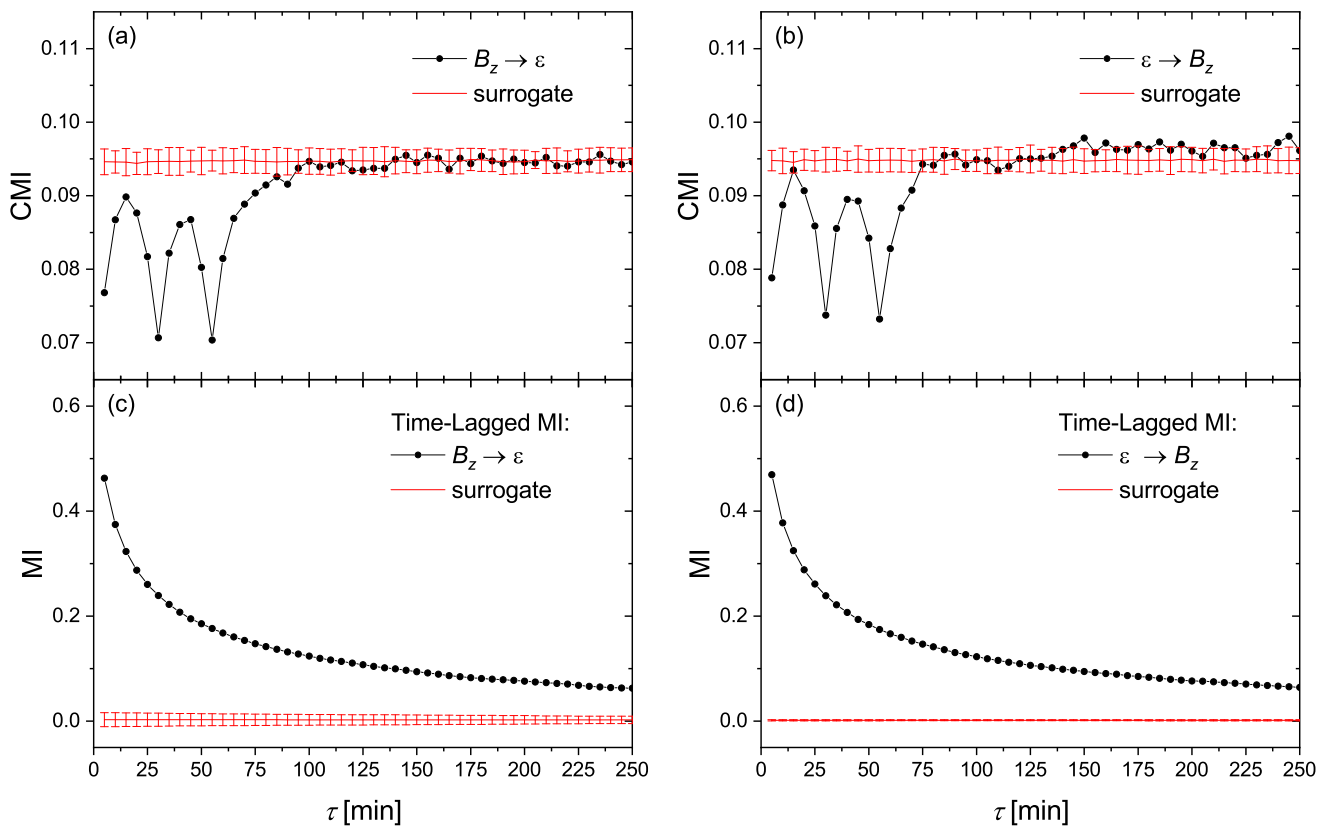 (a)
B_z → ε
surrogate
0.11
0.10
0.09
0.08
0.07
CMI
(b)
ε → B_z
surrogate
0.11
0.10
0.09
0.08
0.07
CMI
(c)
Time-Lagged MI:
B_z → ε
surrogate
0.6
0.4
0.2
0.0
MI
0 25 50 75 100 125 150 175 200 225 250
τ [min]
(d)
Time-Lagged MI:
ε → B_z
surrogate
0.6
0.4
0.2
0.0
MI
0 25 50 75 100 125 150 175 200 225 250
τ [min]